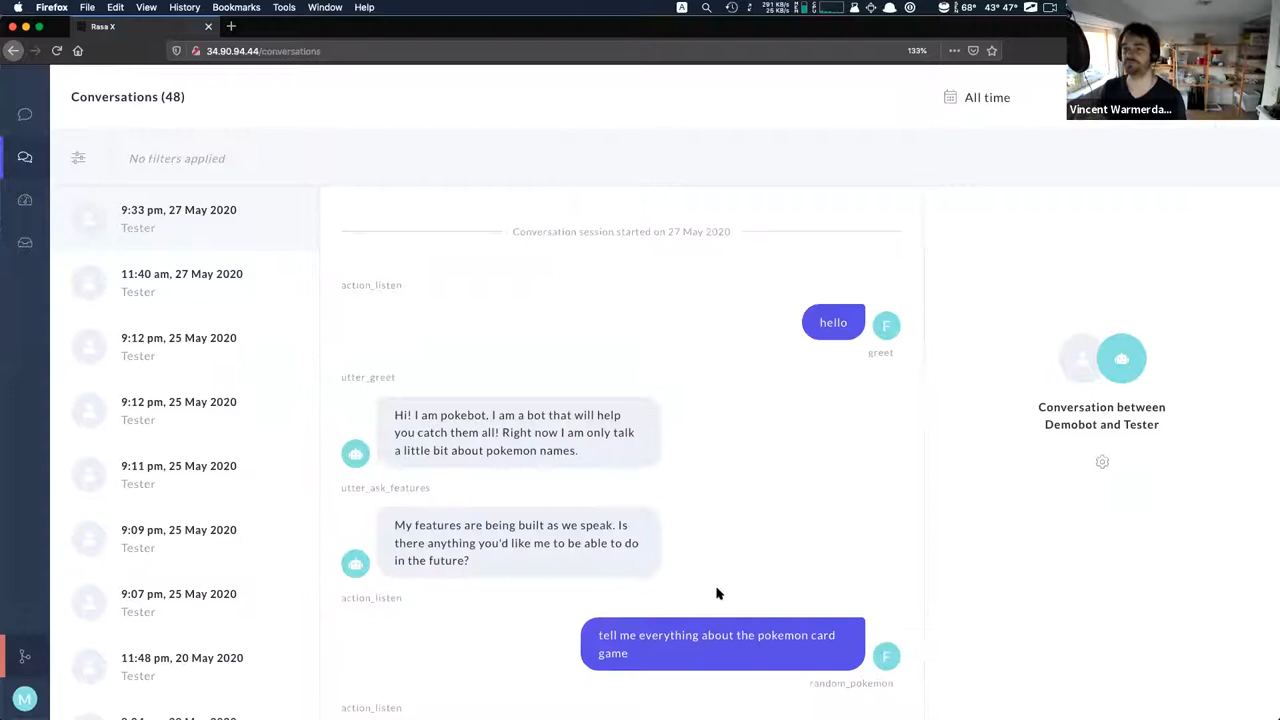 Firefox File Edit View History Bookmarks Tools Window Help
A
68° 43° 47°
Rasa X
34.90.94.44/conversations
133%
Vincent Warmerda...
Conversations (48)
All time
No filters applied
9:33 pm, 27 May 2020
Tester
11:40 am, 27 May 2020
Tester
9:12 pm, 25 May 2020
Tester
9:12 pm, 25 May 2020
Tester
9:11 pm, 25 May 2020
Tester
9:09 pm, 25 May 2020
Tester
9:07 pm, 25 May 2020
Tester
11:48 pm, 20 May 2020
Tester
M
Conversation session started on 27 May 2020
action_listen
hello
F
greet
utter_greet
Hi! I am pokebot. I am a bot that will help
you catch them all! Right now I am only talk
a little bit about pokemon names.
utter_ask_features
My features are being built as we speak. Is
there anything you'd like me to be able to do
in the future?
action_listen
tell me everything about the pokemon card
game
F
random_pokemon
action_listen
Conversation between
Demobot and Tester